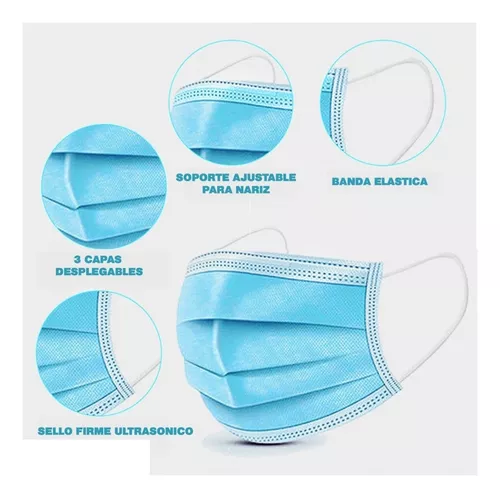 SOPORTE AJUSTABLE
PARA NARIZ
BANDA ELASTICA
3 CAPAS
DESPLEGABLES
SELLO FIRME ULTRASONICO